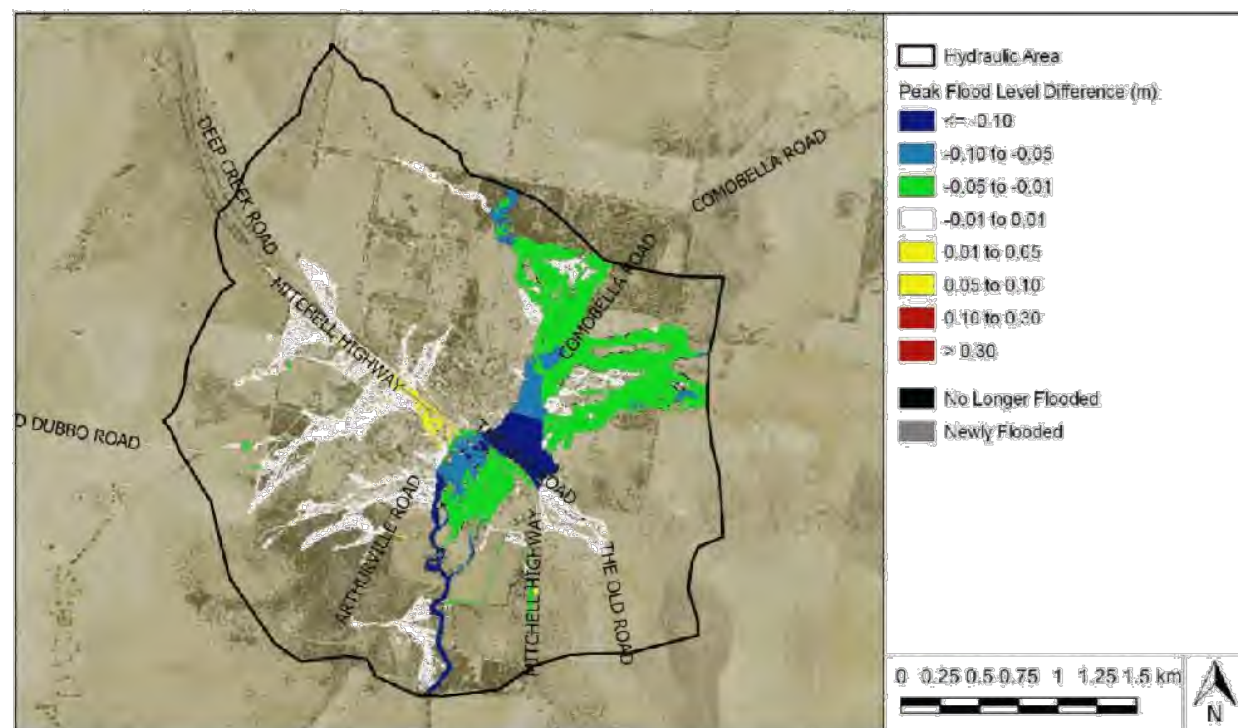 Hydraulic Area
Peak Flood Level Difference (m)
<= -0.10
-0.10 to -0.05
-0.05 to -0.01
-0.01 to 0.01
0.01 to 0.05
0.05 to 0.10
0.10 to 0.30
> 0.30
No Longer Flooded
Newly Flooded
DEEP CREEK ROAD
COMOBELLA ROAD
COMOBELLA ROAD
MITCHELL HIGHWAY
D DUBBO ROAD
ROAD
ARTHURVILLE ROAD
MITCHELL HIGHWAY
THE OLD ROAD
0 0.25 0.5 0.75 1 1.25 1.5 km
N